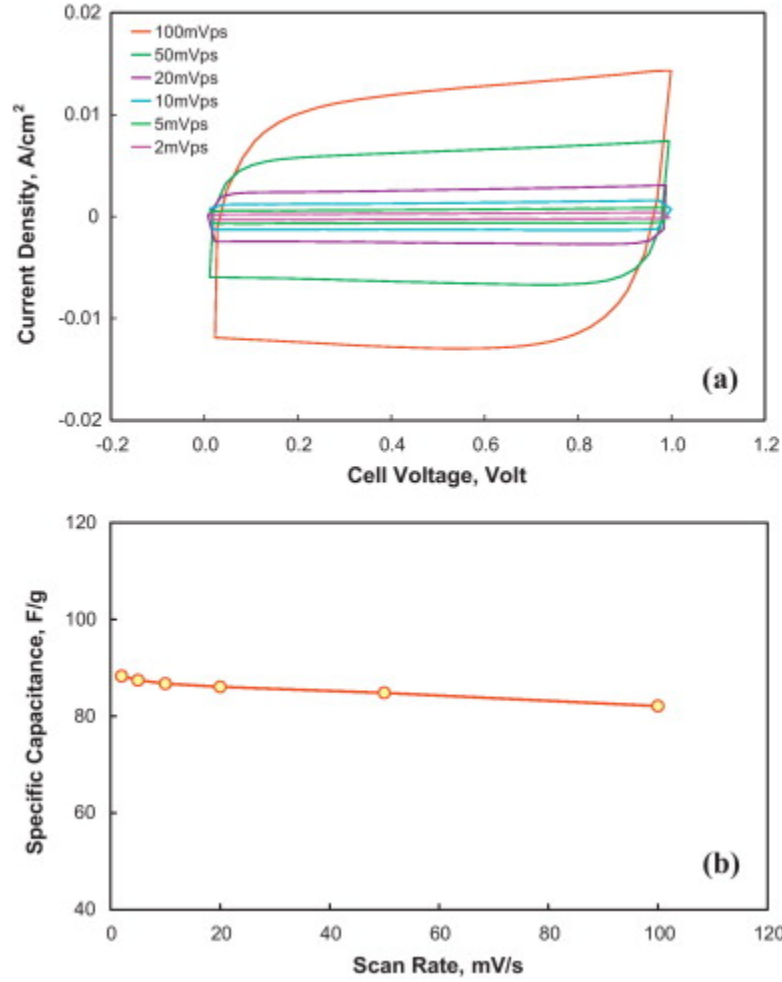 0.02
100mVps
50mVps
20mVps
10mVps
5mVps
2mVps
0.01
0
-0.01
-0.02
Current Density, A/cm²
(a)
-0.2 0.0 0.2 0.4 0.6 0.8 1.0 1.2
Cell Voltage, Volt
120
100
80
60
40
Specific Capacitance, F/g
(b)
0 20 40 60 80 100 120
Scan Rate, mV/s